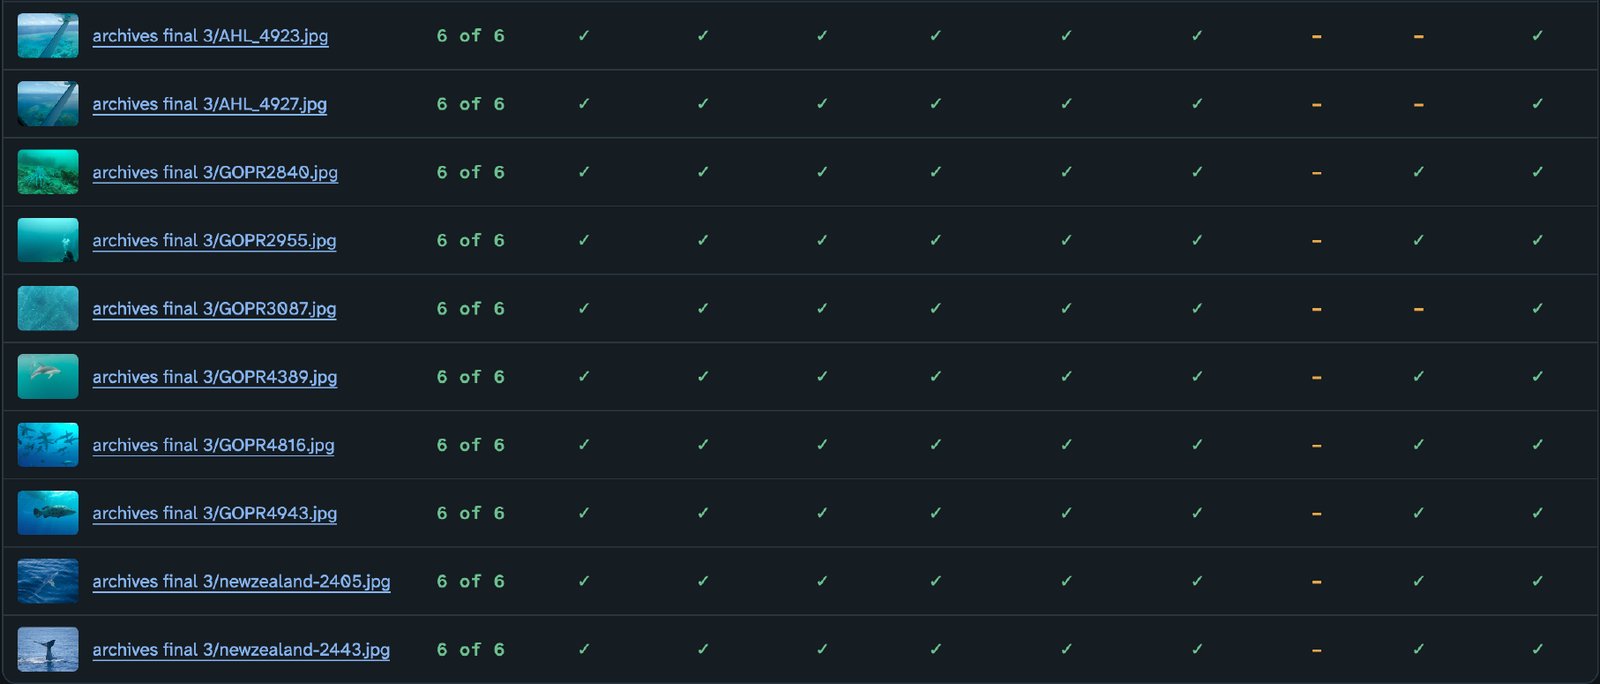 archives final 3/AHL_4923.jpg 6 of 6 ✓ ✓ ✓ ✓ ✓ ✓ – – ✓
archives final 3/AHL_4927.jpg 6 of 6 ✓ ✓ ✓ ✓ ✓ ✓ – – ✓
archives final 3/GOPR2840.jpg 6 of 6 ✓ ✓ ✓ ✓ ✓ ✓ – ✓ ✓
archives final 3/GOPR2955.jpg 6 of 6 ✓ ✓ ✓ ✓ ✓ ✓ – ✓ ✓
archives final 3/GOPR3087.jpg 6 of 6 ✓ ✓ ✓ ✓ ✓ ✓ – – ✓
archives final 3/GOPR4389.jpg 6 of 6 ✓ ✓ ✓ ✓ ✓ ✓ – ✓ ✓
archives final 3/GOPR4816.jpg 6 of 6 ✓ ✓ ✓ ✓ ✓ ✓ – ✓ ✓
archives final 3/GOPR4943.jpg 6 of 6 ✓ ✓ ✓ ✓ ✓ ✓ – ✓ ✓
archives final 3/newzealand-2405.jpg 6 of 6 ✓ ✓ ✓ ✓ ✓ ✓ – ✓ ✓
archives final 3/newzealand-2443.jpg 6 of 6 ✓ ✓ ✓ ✓ ✓ ✓ – ✓ ✓